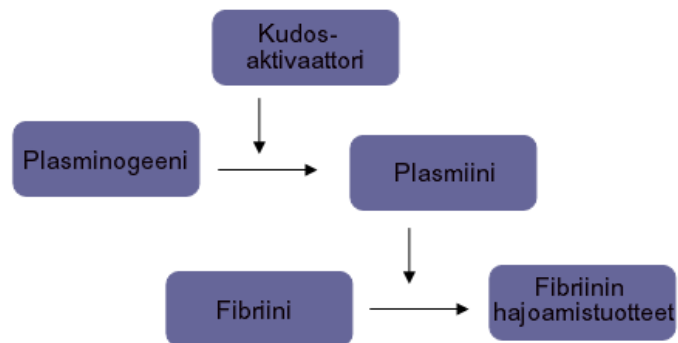 Kudos-
aktivaattori
Plasminogeeni
Plasmiini
Fibriini
Fibriinin
hajoamistuotteet